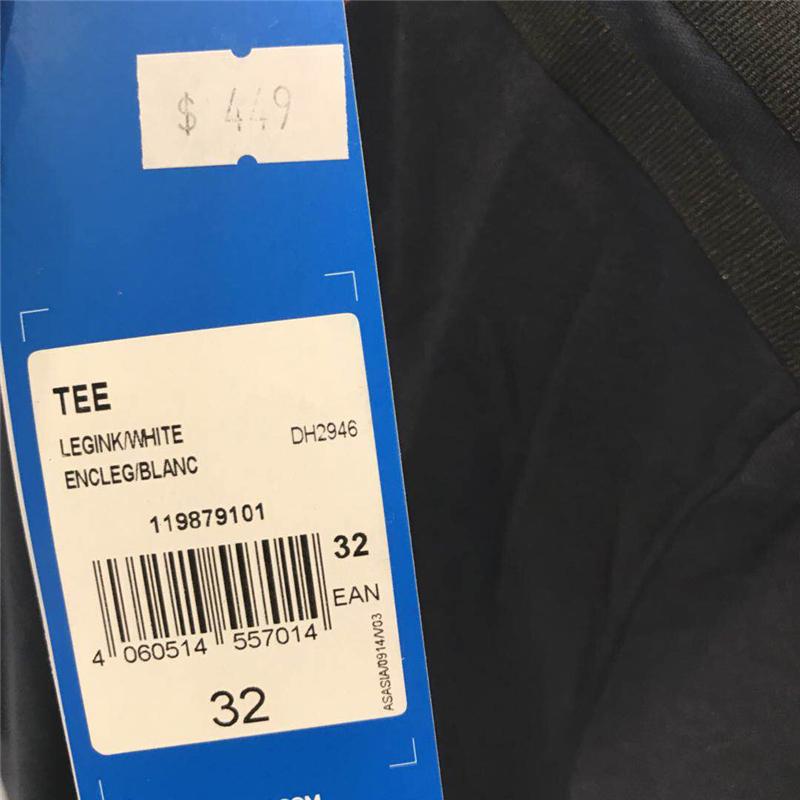 $ 449
TEE
LEGINK/WHITE
DH2946
ENCLEG/BLANC
119879101
32
EAN
4 060514 557014
ASASIA/0914/V03
32